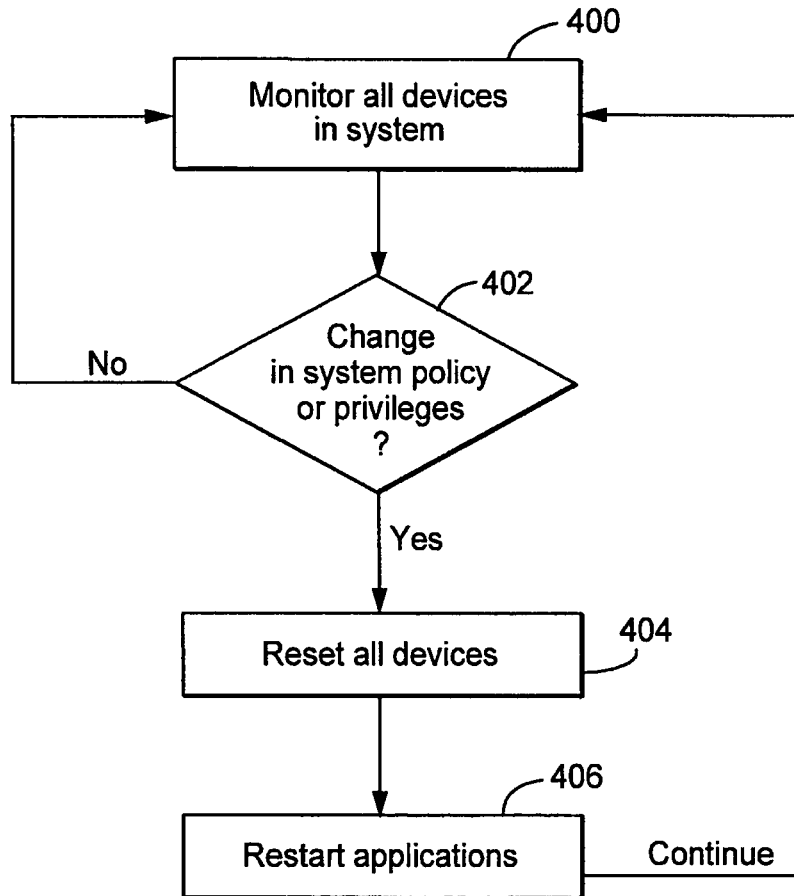 400
Monitor all devices
in system
402
Change
in system policy
or privileges
?
No
Yes
404
Reset all devices
406
Restart applications
Continue